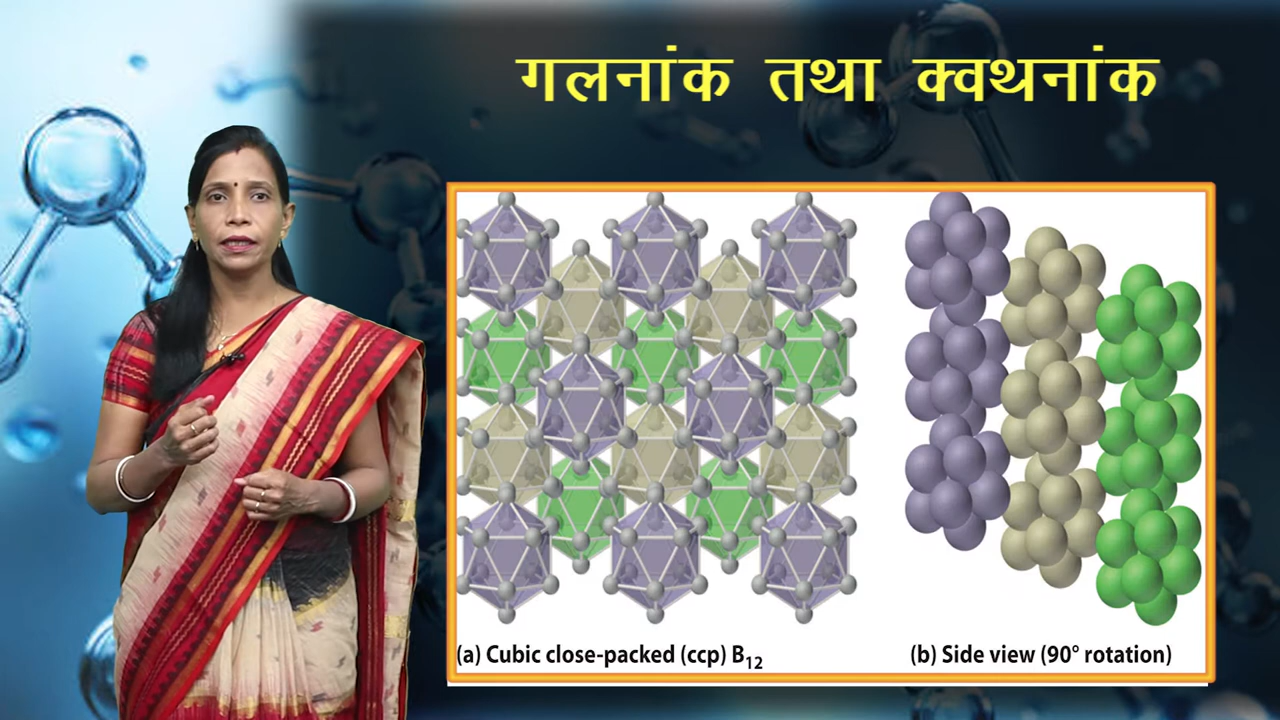 गलनांक तथा क्वथनांक
(a) Cubic close-packed (ccp) B₁₂
(b) Side view (90° rotation)